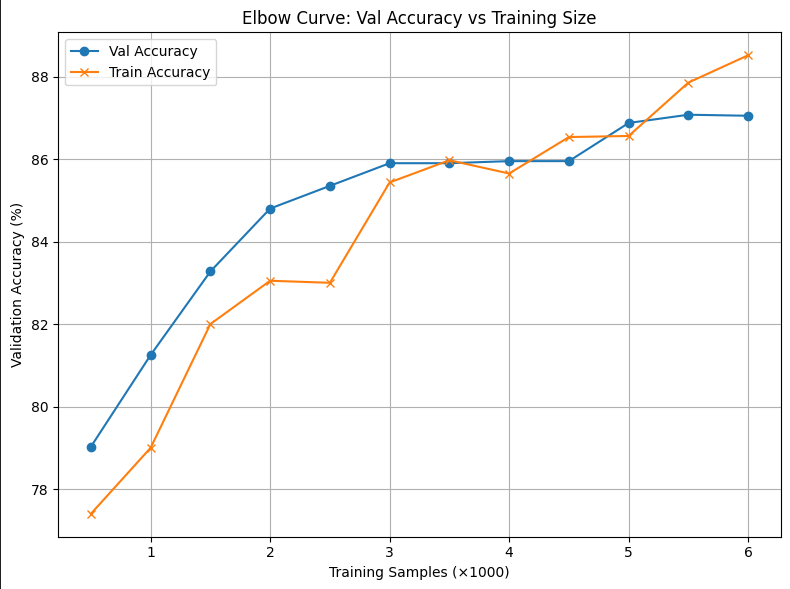 Elbow Curve: Val Accuracy vs Training Size
Val Accuracy
Train Accuracy
Validation Accuracy (%)
88
86
84
82
80
78
1 2 3 4 5 6
Training Samples (×1000)